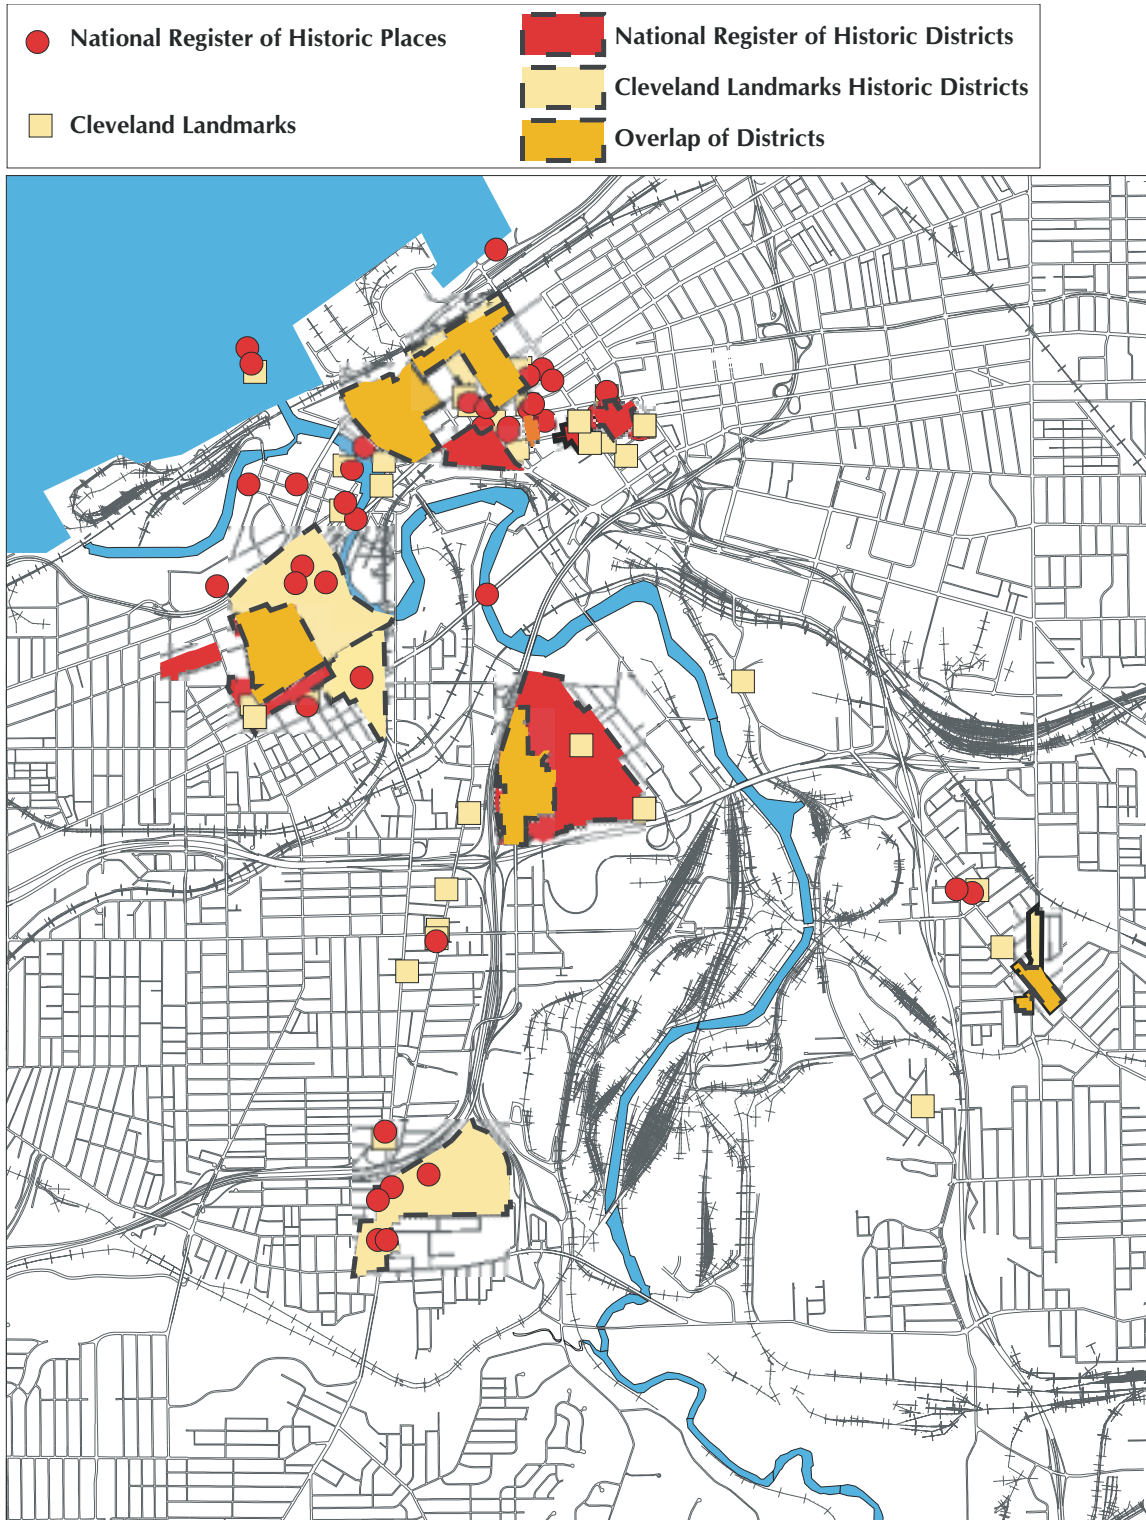 National Register of Historic Places
Cleveland Landmarks
National Register of Historic Districts
Cleveland Landmarks Historic Districts
Overlap of Districts